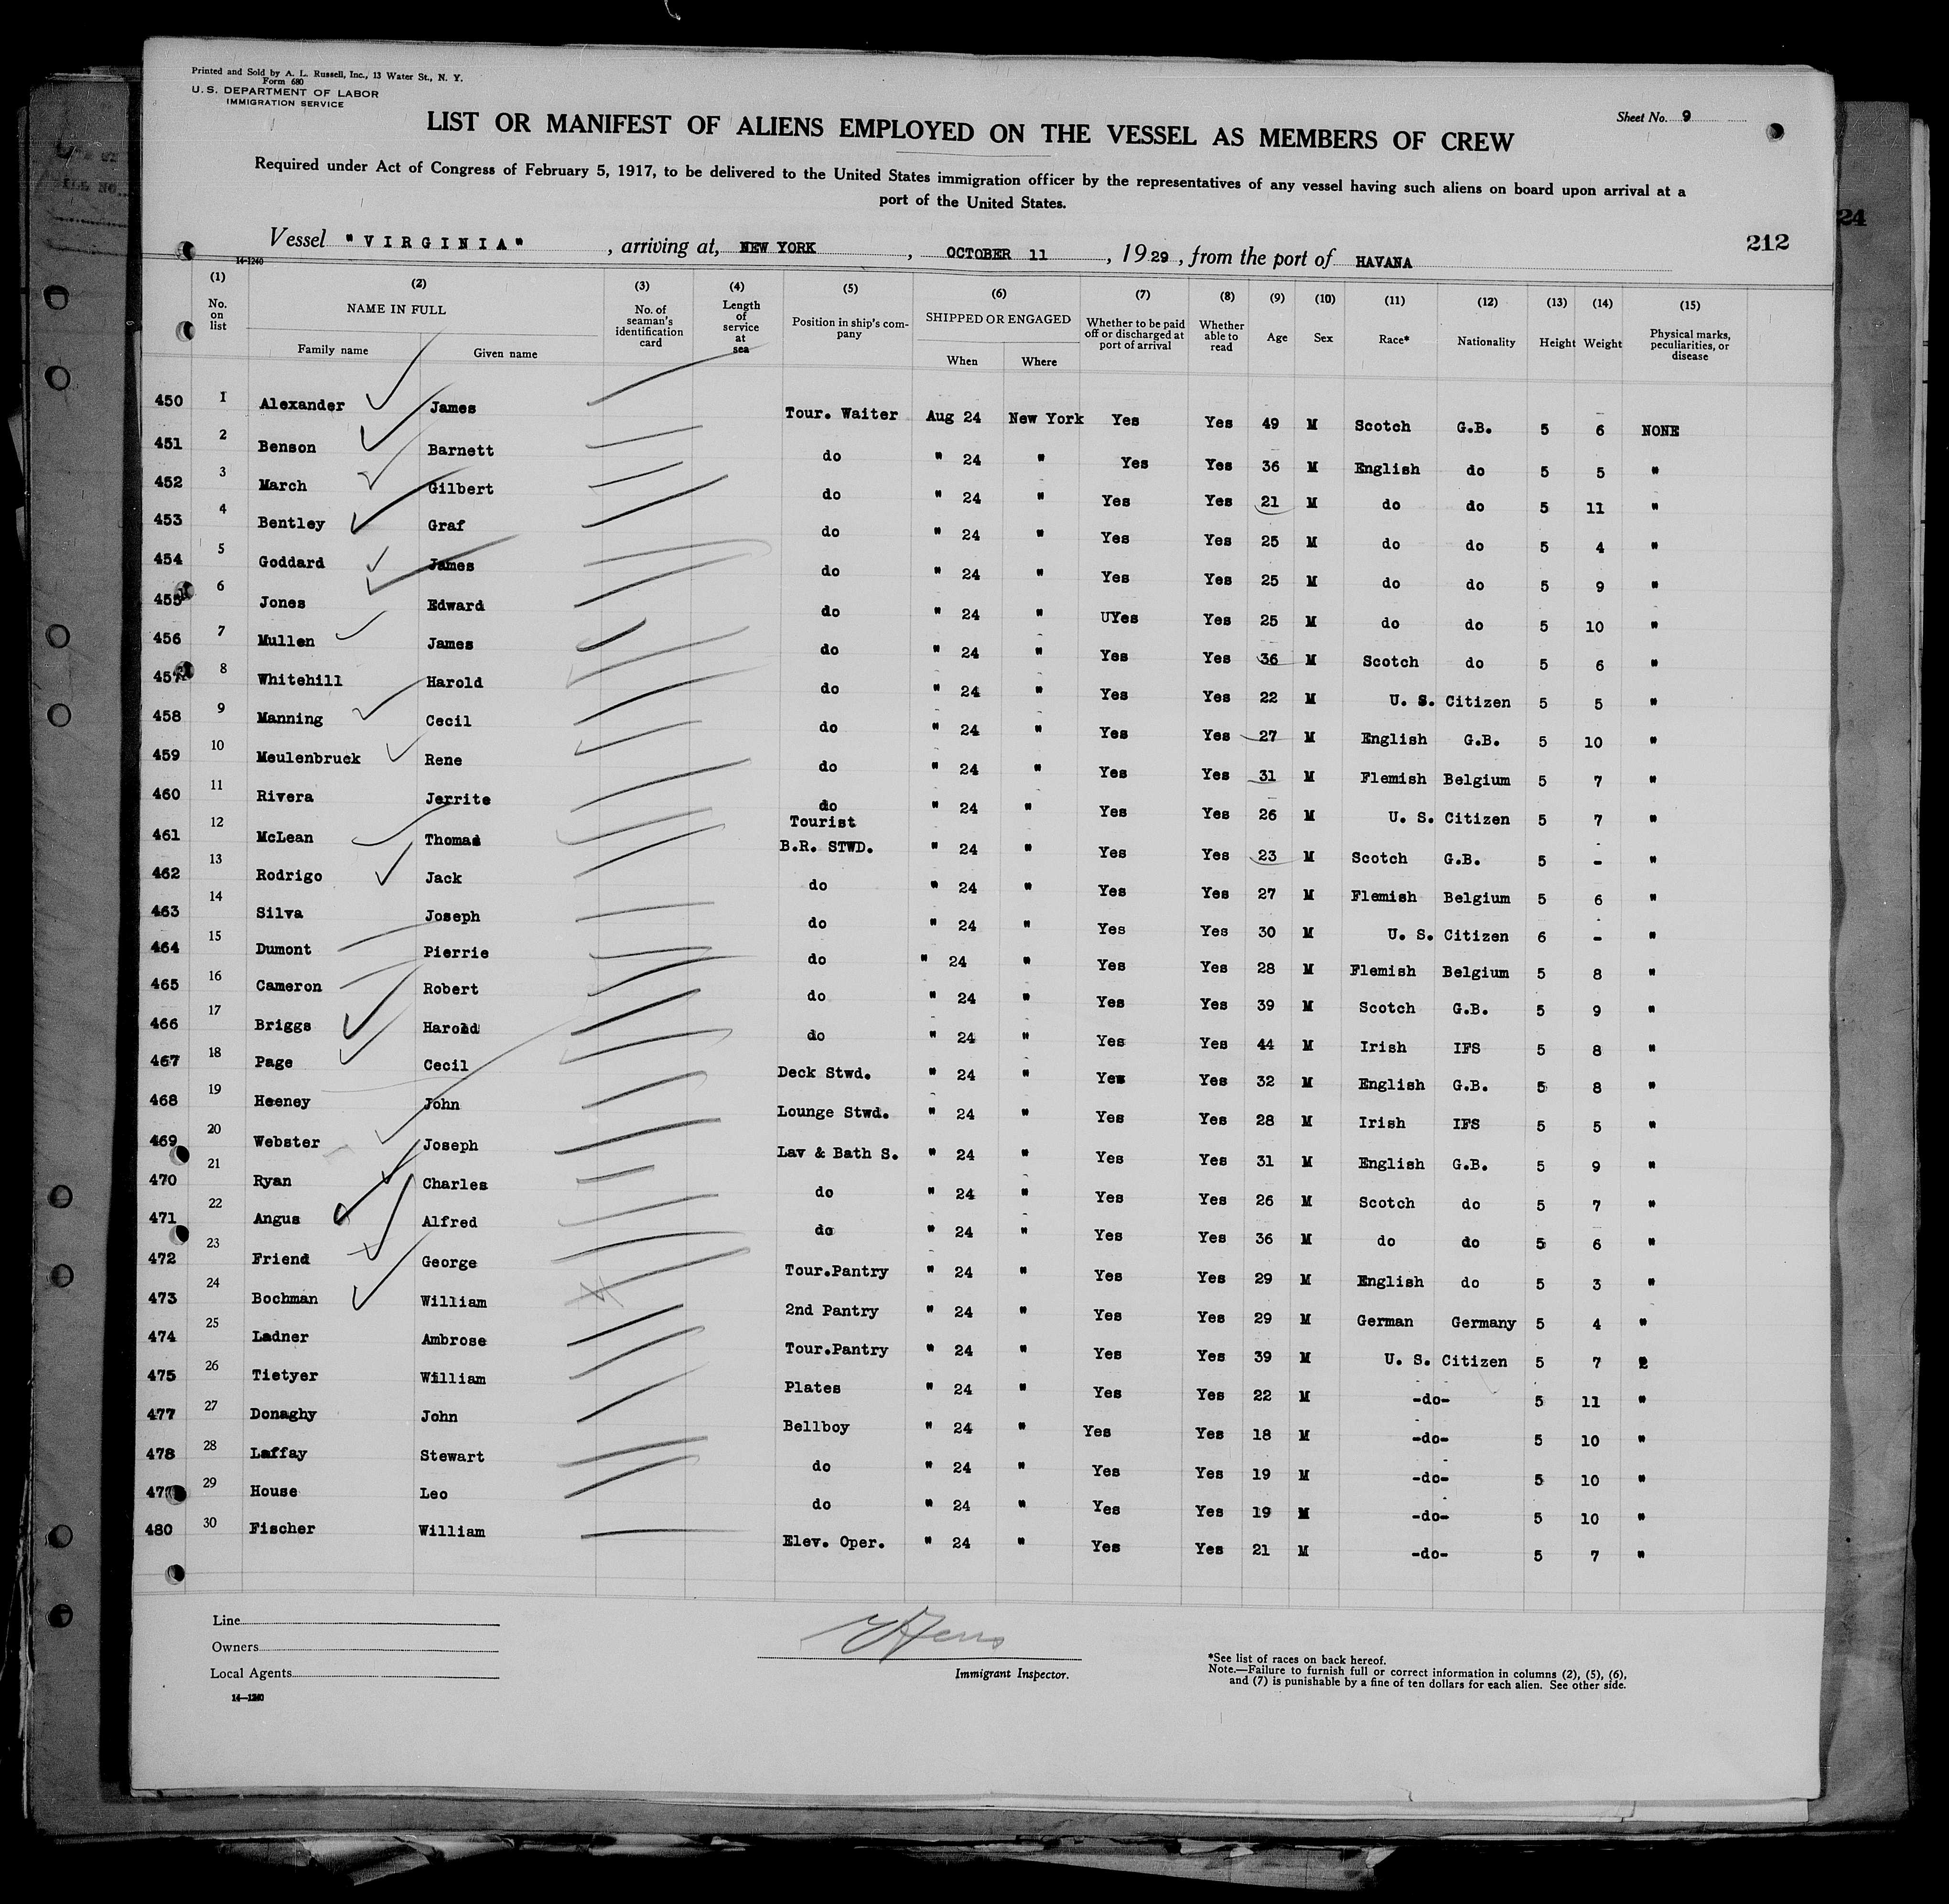 Printed and Sold by A. L. Russell, Inc., 13 Water St., N. Y.
Form 680
U. S. DEPARTMENT OF LABOR
IMMIGRATION SERVICE
Sheet No. 9
LIST OR MANIFEST OF ALIENS EMPLOYED ON THE VESSEL AS MEMBERS OF CREW
Required under Act of Congress of February 5, 1917, to be delivered to the United States immigration officer by the representatives of any vessel having such aliens on board upon arrival at a
port of the United States.
24
212
Vessel "VIRGINIA", arriving at, NEW YORK, OCTOBER 11, 1929, from the port of HAVANA
14-1240
(1) (2) (3) (4) (5) (6) (7) (8) (9) (10) (11) (12) (13) (14) (15)
No. on list NAME IN FULL Family name Given name No. of seaman's identification card Length of service at sea Position in ship's company SHIPPED OR ENGAGED When Where Whether to be paid off or discharged at port of arrival Whether able to read Age Sex Race* Nationality Height Weight Physical marks, peculiarities, or disease
450 1 Alexander James Tour. Waiter Aug 24 New York Yes Yes 49 M Scotch G.B. 5 6 NONE
451 2 Benson Barnett do " 24 " Yes Yes 36 M English do 5 5 "
452 3 March Gilbert do " 24 " Yes Yes 21 M do do 5 11 "
453 4 Bentley Graf do " 24 " Yes Yes 25 M do do 5 4 "
454 5 Goddard James do " 24 " Yes Yes 25 M do do 5 9 "
455 6 Jones Edward do " 24 " UYes Yes 25 M do do 5 10 "
456 7 Mullen James do " 24 " Yes Yes 36 M Scotch do 5 6 "
457 8 Whitehill Harold do " 24 " Yes Yes 22 M U. S. Citizen 5 5 "
458 9 Manning Cecil do " 24 " Yes Yes 27 M English G.B. 5 10 "
459 10 Meulenbruck Rene do " 24 " Yes Yes 31 M Flemish Belgium 5 7 "
460 11 Rivera Jerrite do " 24 " Yes Yes 26 M U. S. Citizen 5 7 "
461 12 McLean Thomas Tourist B.R. STWD. " 24 " Yes Yes 23 M Scotch G.B. 5 - "
462 13 Rodrigo Jack do " 24 " Yes Yes 27 M Flemish Belgium 5 6 "
463 14 Silva Joseph do " 24 " Yes Yes 30 M U. S. Citizen 6 - "
464 15 Dumont Pierrie do " 24 " Yes Yes 28 M Flemish Belgium 5 8 "
465 16 Cameron Robert do " 24 " Yes Yes 39 M Scotch G.B. 5 9 "
466 17 Briggs Harold do " 24 " Yes Yes 44 M Irish IFS 5 8 "
467 18 Page Cecil Deck Stwd. " 24 " Yes Yes 32 M English G.B. 5 8 "
468 19 Heeney John Lounge Stwd. " 24 " Yes Yes 28 M Irish IFS 5 5 "
469 20 Webster Joseph Lav & Bath S. " 24 " Yes Yes 31 M English G.B. 5 9 "
470 21 Ryan Charles do " 24 " Yes Yes 26 M Scotch do 5 7 "
471 22 Angus Alfred do " 24 " Yes Yes 36 M do do 5 6 "
472 23 Friend George Tour.Pantry " 24 " Yes Yes 29 M English do 5 3 "
473 24 Bochman William 2nd Pantry " 24 " Yes Yes 29 M German Germany 5 4 "
474 25 Ladner Ambrose Tour.Pantry " 24 " Yes Yes 39 M U. S. Citizen 5 7
475 26 Tietyer William Plates " 24 " Yes Yes 22 M -do- 5 11 "
477 27 Donaghy John Bellboy " 24 " Yes Yes 18 M -do- 5 10 "
478 28 Laffay Stewart do " 24 " Yes Yes 19 M -do- 5 10 "
29 House Leo do " 24 " Yes Yes 19 M -do- 5 10 "
480 30 Fischer William Elev. Oper. " 24 " Yes Yes 21 M -do- 5 7 "
Line
Owners
Local Agents
14—1240
Immigrant Inspector.
*See list of races on back hereof.
Note.—Failure to furnish full or correct information in columns (2), (5), (6),
and (7) is punishable by a fine of ten dollars for each alien. See other side.